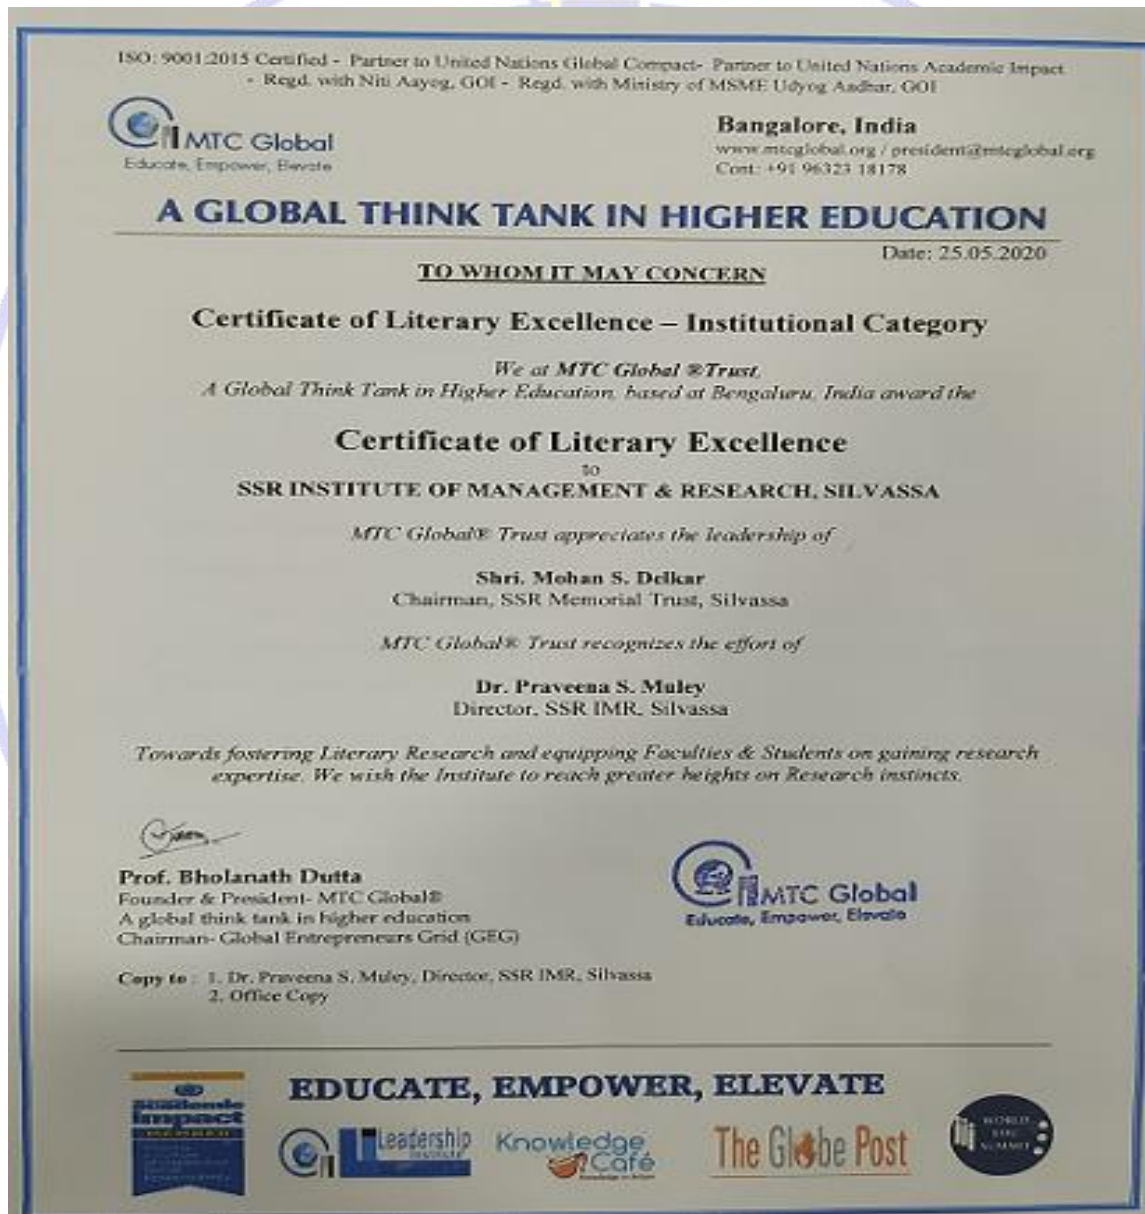 ISO: 9001:2015 Certified - Partner to United Nations Global Compact- Partner to United Nations Academic Impact
- Regd. with Niti Aayog, GOI - Regd. with Ministry of MSME Udyog Aadhar, GOI
MTC Global
Educate, Empower, Elevate
Bangalore, India
www.mtcglobal.org / president@mtcglobal.org
Cont: +91 96323 18178
A GLOBAL THINK TANK IN HIGHER EDUCATION
Date: 25.05.2020
TO WHOM IT MAY CONCERN
Certificate of Literary Excellence – Institutional Category
We at MTC Global ®Trust,
A Global Think Tank in Higher Education, based at Bengaluru, India award the
Certificate of Literary Excellence
to
SSR INSTITUTE OF MANAGEMENT & RESEARCH, SILVASSA
MTC Global® Trust appreciates the leadership of
Shri. Mohan S. Delkar
Chairman, SSR Memorial Trust, Silvassa
MTC Global® Trust recognizes the effort of
Dr. Praveena S. Muley
Director, SSR IMR, Silvassa
Towards fostering Literary Research and equipping Faculties & Students on gaining research
expertise. We wish the Institute to reach greater heights on Research instincts.
Prof. Bholanath Dutta
Founder & President- MTC Global®
A global think tank in higher education
Chairman- Global Entrepreneurs Grid (GEG)
MTC Global
Educate, Empower, Elevate
Copy to : 1. Dr. Praveena S. Muley, Director, SSR IMR, Silvassa
2. Office Copy
EDUCATE, EMPOWER, ELEVATE
Academic
Impact
MEMBER
Leadership
Institute
Knowledge
Café
The Globe Post
WORLD
SUMMIT